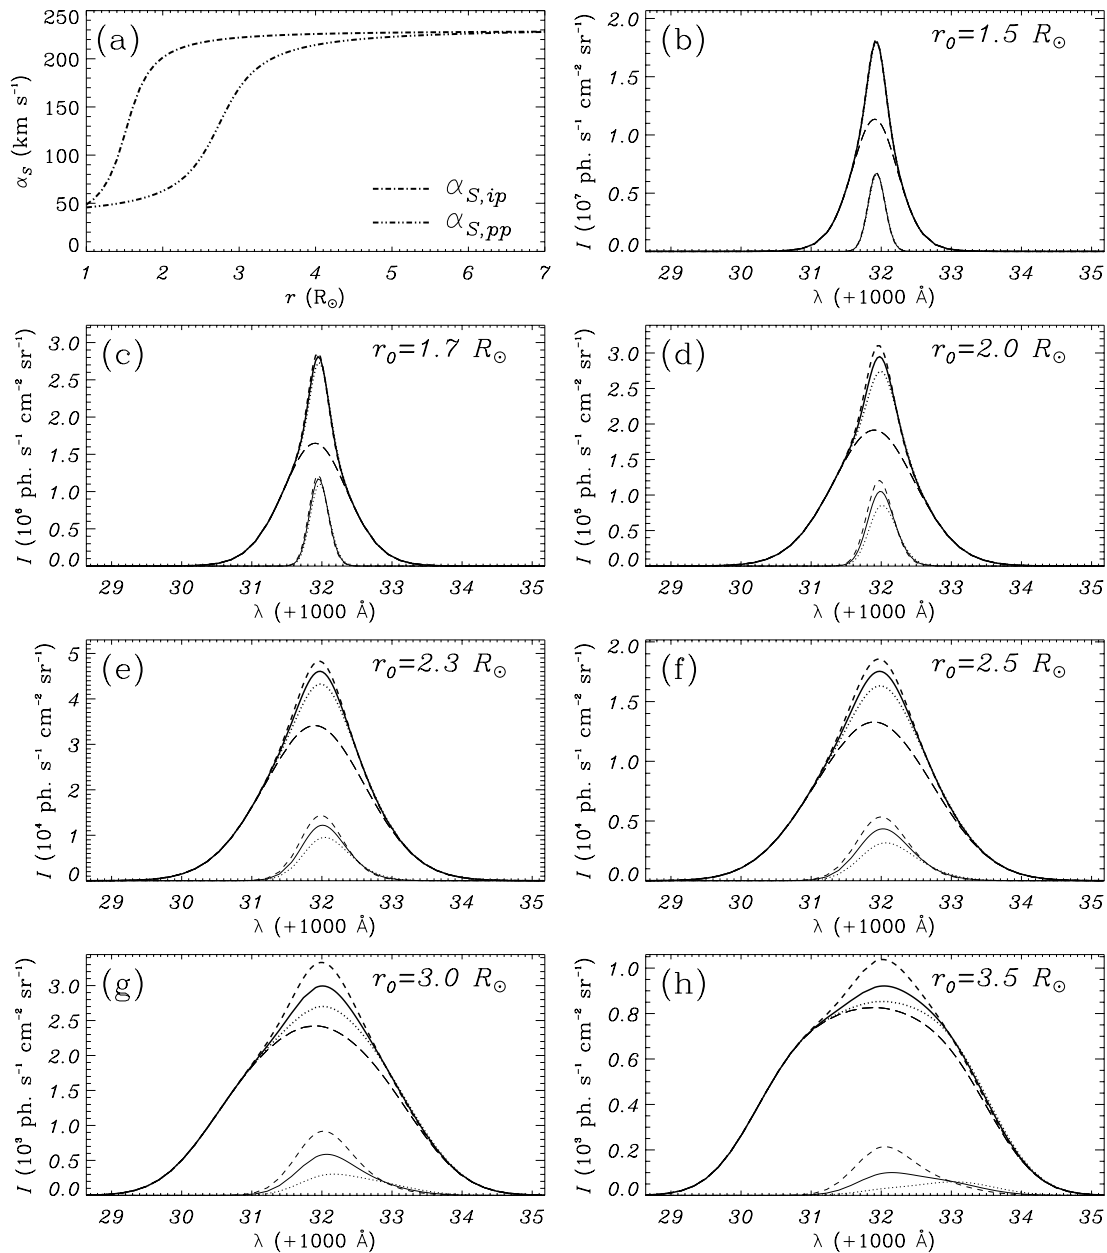 (a)
250
200
150
100
50
0
α_S (km s⁻¹)
α_S,ip
α_S,pp
1 2 3 4 5 6 7
r (R☉)
(b)
r₀=1.5 R☉
2.0
1.5
1.0
0.5
0.0
I (10⁷ ph. s⁻¹ cm⁻² sr⁻¹)
29 30 31 32 33 34 35
λ (+1000 Å)
(c)
r₀=1.7 R☉
3.0
2.5
2.0
1.5
1.0
0.5
0.0
I (10⁶ ph. s⁻¹ cm⁻² sr⁻¹)
29 30 31 32 33 34 35
λ (+1000 Å)
(d)
r₀=2.0 R☉
3.0
2.5
2.0
1.5
1.0
0.5
0.0
I (10⁵ ph. s⁻¹ cm⁻² sr⁻¹)
29 30 31 32 33 34 35
λ (+1000 Å)
(e)
r₀=2.3 R☉
5
4
3
2
1
0
I (10⁴ ph. s⁻¹ cm⁻² sr⁻¹)
29 30 31 32 33 34 35
λ (+1000 Å)
(f)
r₀=2.5 R☉
2.0
1.5
1.0
0.5
0.0
I (10⁴ ph. s⁻¹ cm⁻² sr⁻¹)
29 30 31 32 33 34 35
λ (+1000 Å)
(g)
r₀=3.0 R☉
3.0
2.5
2.0
1.5
1.0
0.5
0.0
I (10³ ph. s⁻¹ cm⁻² sr⁻¹)
29 30 31 32 33 34 35
λ (+1000 Å)
(h)
r₀=3.5 R☉
1.0
0.8
0.6
0.4
0.2
0.0
I (10³ ph. s⁻¹ cm⁻² sr⁻¹)
29 30 31 32 33 34 35
λ (+1000 Å)